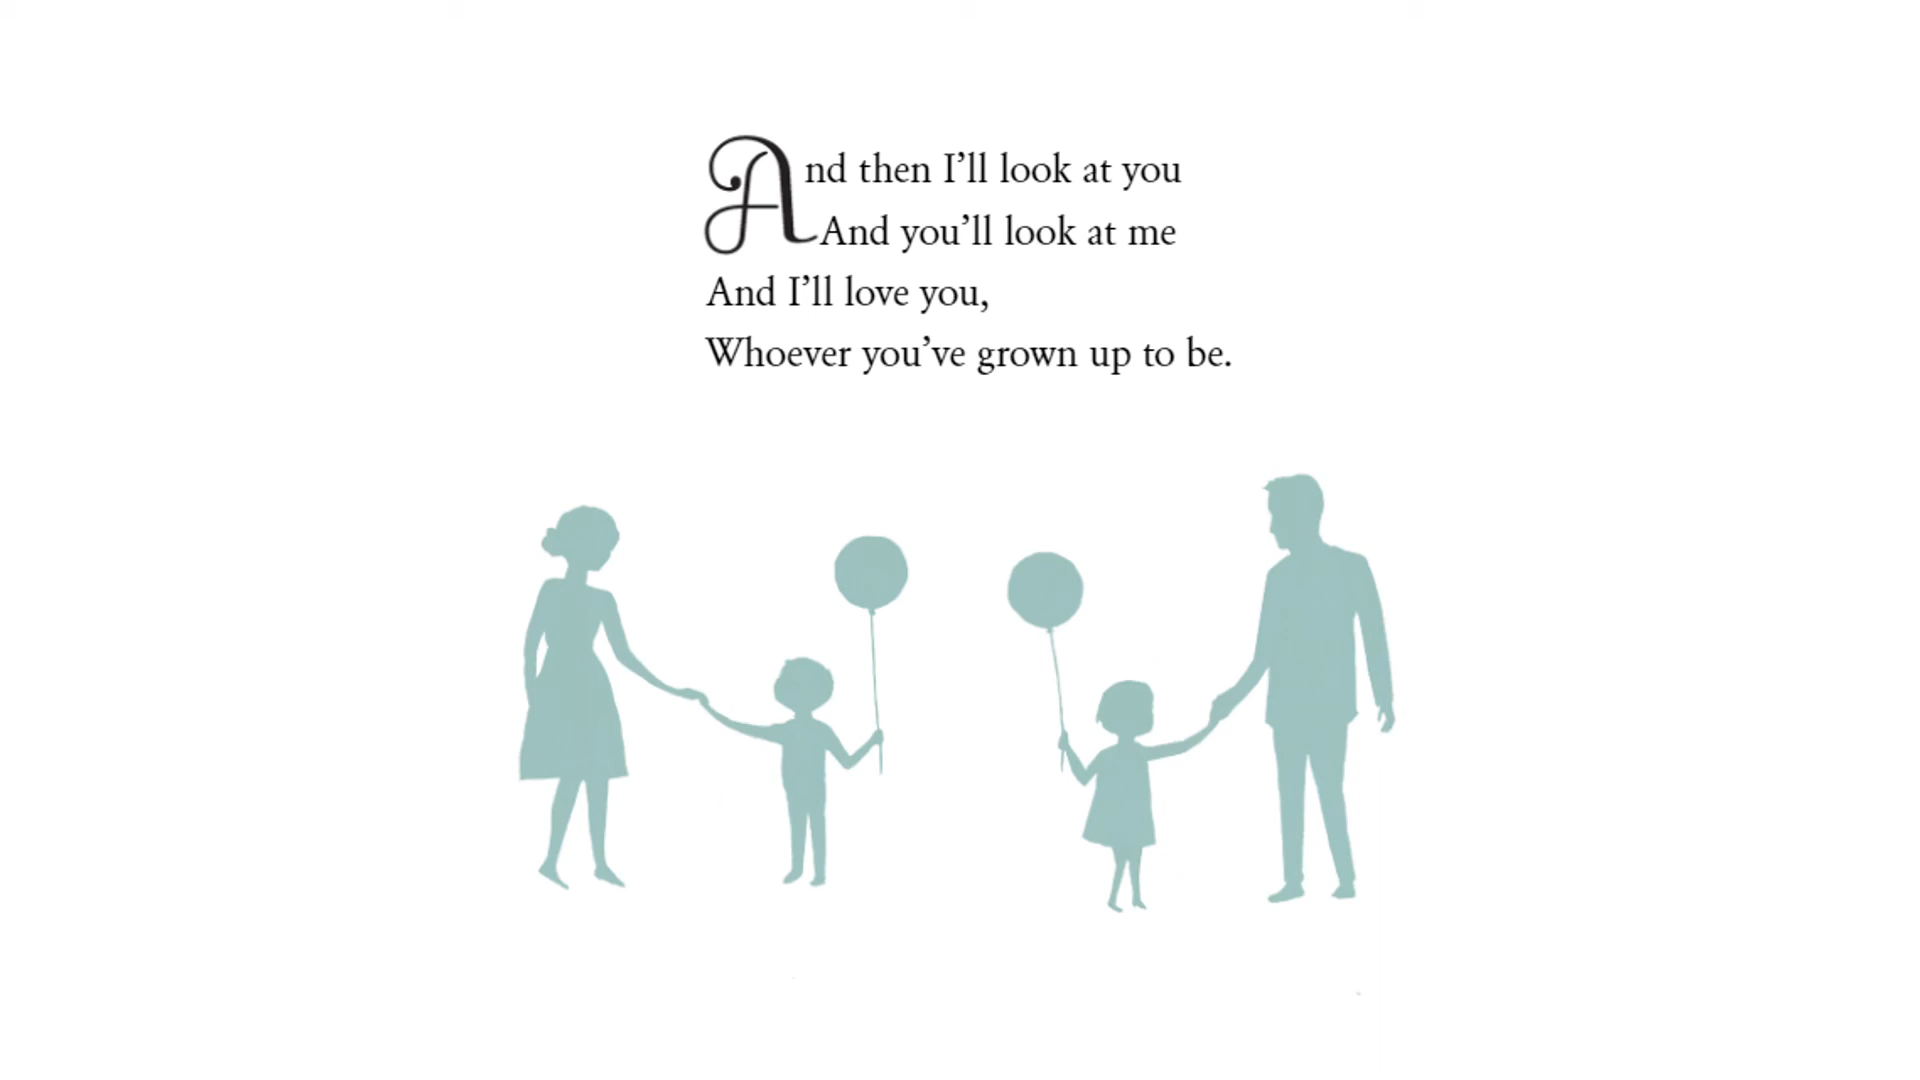 And then I’ll look at you
And you’ll look at me
And I’ll love you,
Whoever you’ve grown up to be.